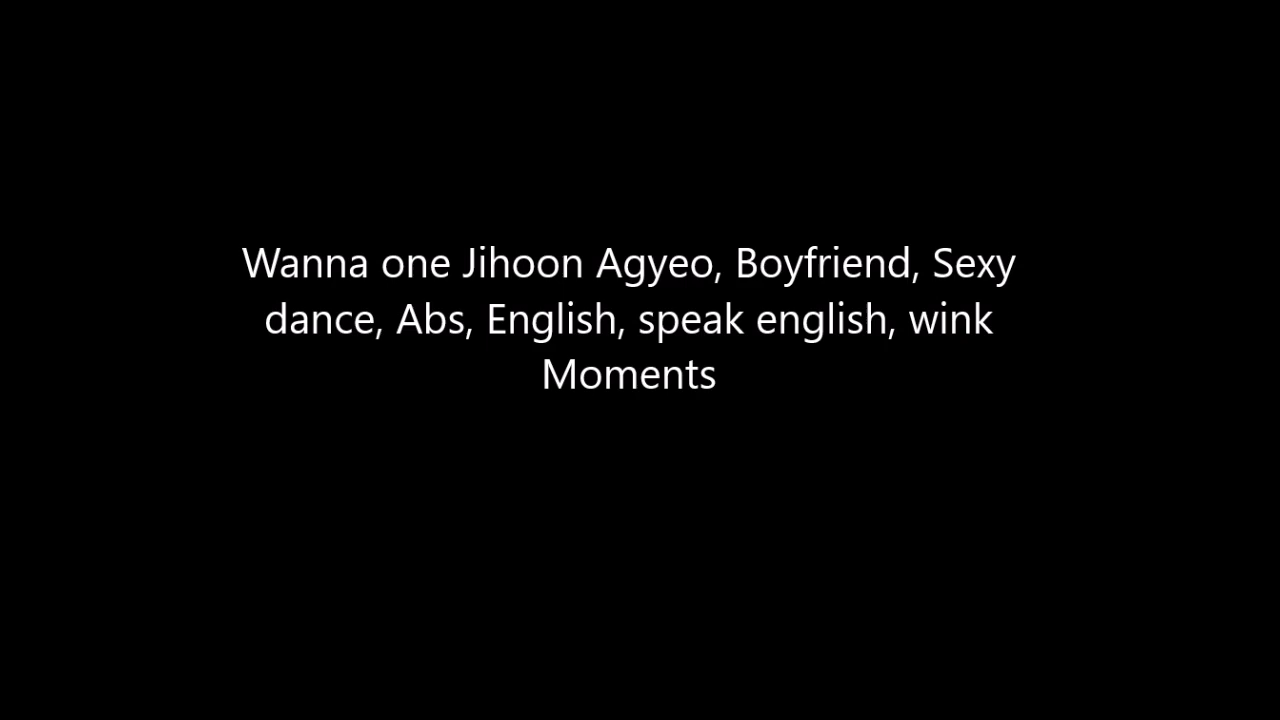 Wanna one Jihoon Agyeo, Boyfriend, Sexy
dance, Abs, English, speak english, wink
Moments